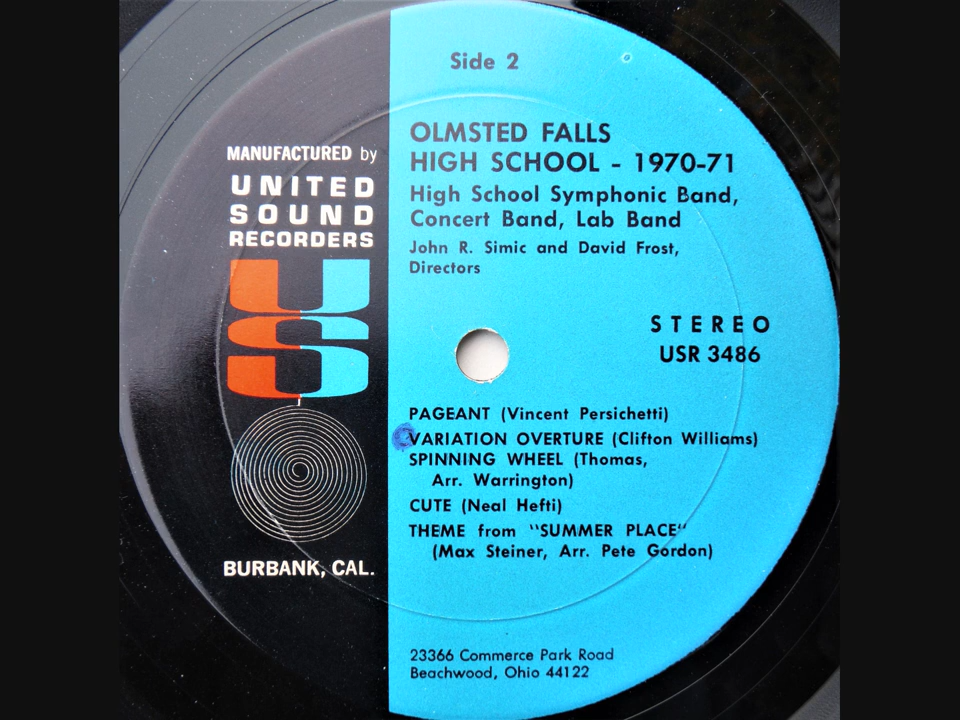 Side 2
MANUFACTURED by
UNITED
SOUND
RECORDERS
US
BURBANK, CAL.
OLMSTED FALLS
HIGH SCHOOL - 1970-71
High School Symphonic Band,
Concert Band, Lab Band
John R. Simic and David Frost,
Directors
STEREO
USR 3486
PAGEANT (Vincent Persichetti)
VARIATION OVERTURE (Clifton Williams)
SPINNING WHEEL (Thomas,
Arr. Warrington)
CUTE (Neal Hefti)
THEME from "SUMMER PLACE"
(Max Steiner, Arr. Pete Gordon)
23366 Commerce Park Road
Beachwood, Ohio 44122